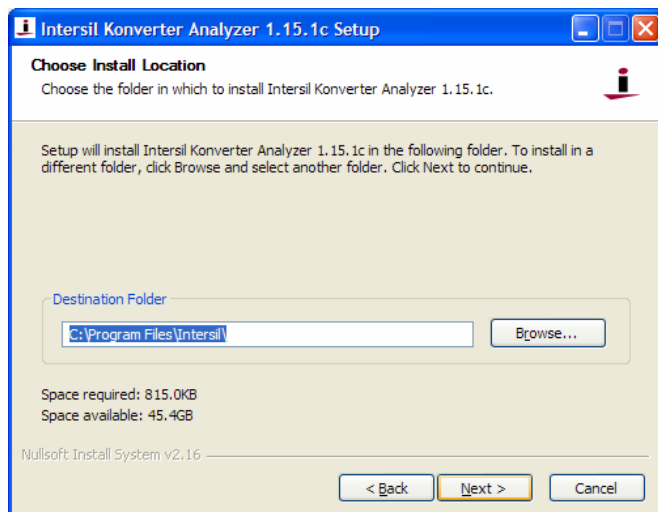 Intersil Konverter Analyzer 1.15.1c Setup
Choose Install Location
Choose the folder in which to install Intersil Konverter Analyzer 1.15.1c.
Setup will install Intersil Konverter Analyzer 1.15.1c in the following folder. To install in a
different folder, click Browse and select another folder. Click Next to continue.
Destination Folder
C:\Program Files\Intersil\
Browse...
Space required: 815.0KB
Space available: 45.4GB
Nullsoft Install System v2.16
< Back
Next >
Cancel